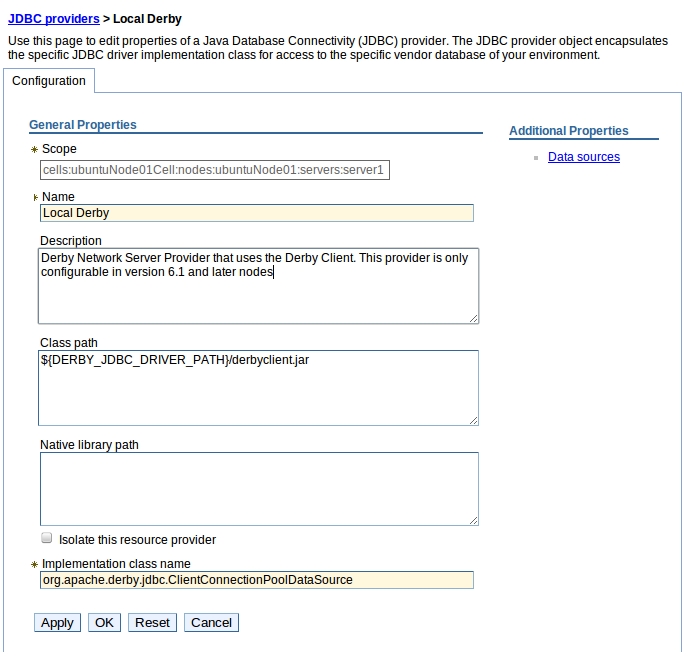 JDBC providers > Local Derby
Use this page to edit properties of a Java Database Connectivity (JDBC) provider. The JDBC provider object encapsulates
the specific JDBC driver implementation class for access to the specific vendor database of your environment.
Configuration
General Properties
Additional Properties
Data sources
Scope
cells:ubuntuNode01Cell:nodes:ubuntuNode01:servers:server1
Name
Local Derby
Description
Derby Network Server Provider that uses the Derby Client. This provider is only
configurable in version 6.1 and later nodes
Class path
${DERBY_JDBC_DRIVER_PATH}/derbyclient.jar
Native library path
Isolate this resource provider
Implementation class name
org.apache.derby.jdbc.ClientConnectionPoolDataSource
Apply OK Reset Cancel